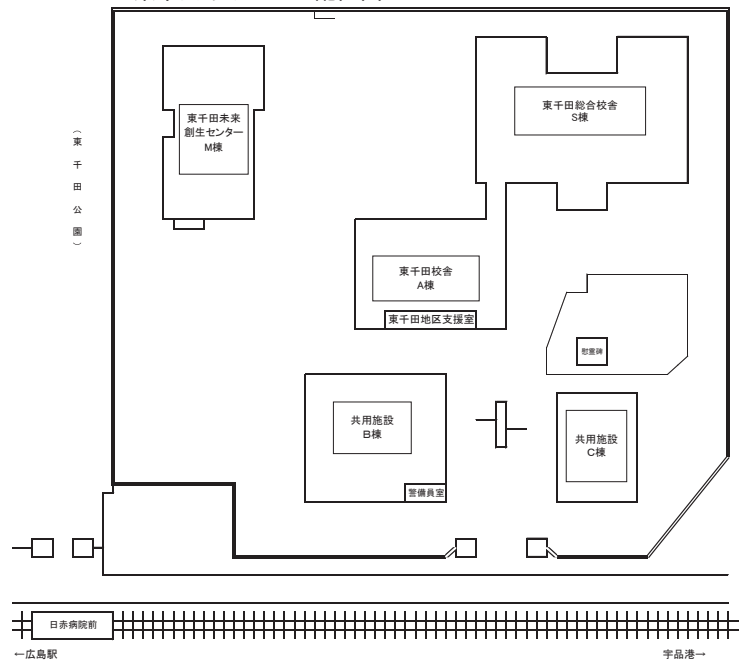 東千田未来
創生センター
M棟
東千田総合校舎
S棟
（東千田公園）
東千田校舎
A棟
東千田地区支援室
慰霊碑
共用施設
B棟
共用施設
C棟
警備員室
日赤病院前
←広島駅
宇品港→